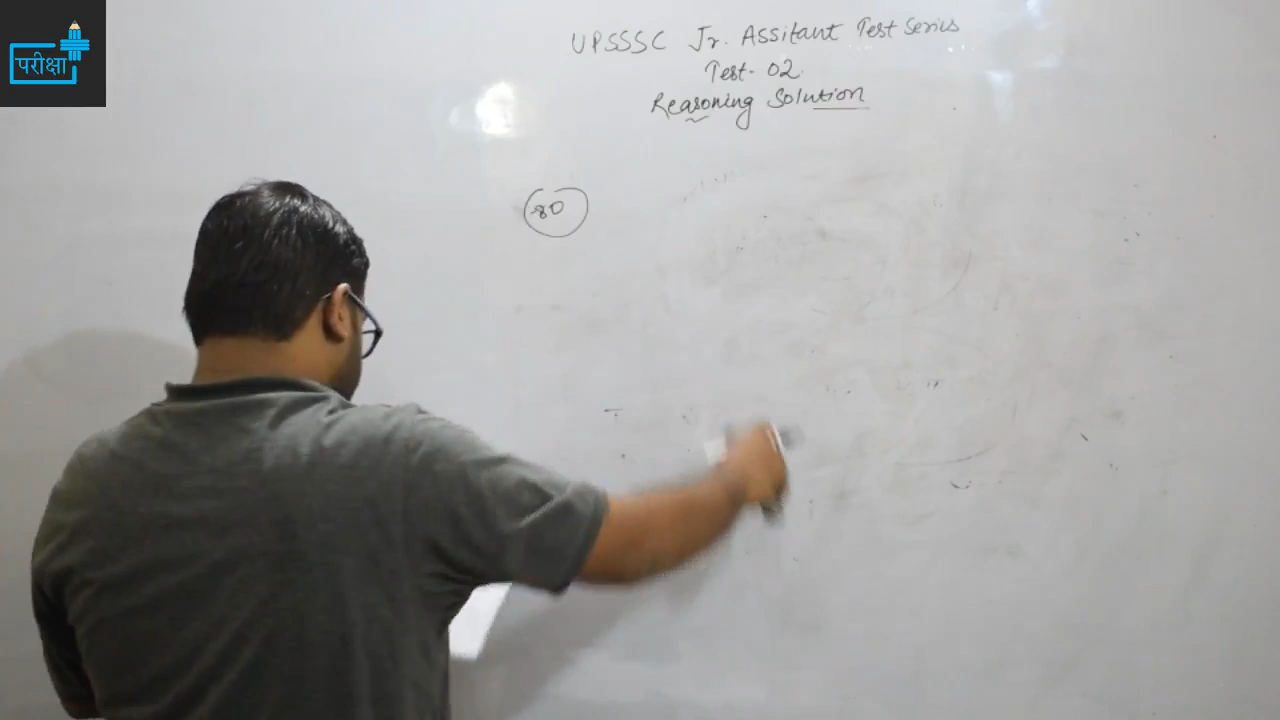 परीक्षा
UPSSSC Jr. Assitant Test Series
Test- 02
Reasoning Solution
80